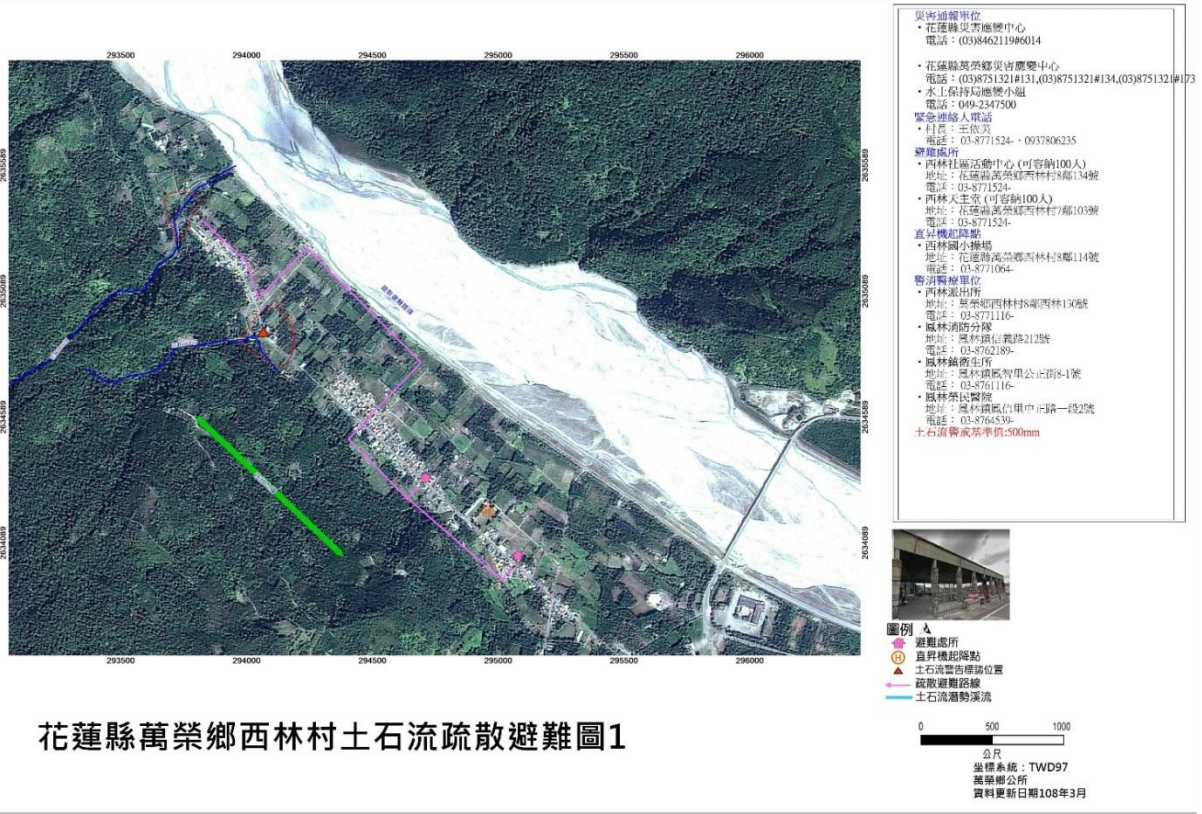 災害通報單位
・花蓮縣災害應變中心
電話：(03)8462119#6014
・花蓮縣萬榮鄉災害應變中心
電話：(03)8751321#131,(03)8751321#134,(03)8751321#173
・水土保持局應變小組
電話：049-2347500
緊急連絡人電話
・村長：王依美
電話： 03-8771524-、0937806235
避難處所
・西林社區活動中心 (可容納100人)
地址：花蓮縣萬榮鄉西林村8鄰134號
電話：03-8771524-
・西林天主堂 (可容納100人)
地址：花蓮縣萬榮鄉西林村7鄰103號
電話：03-8771524-
直昇機起降點
・西林國小操場
地址：花蓮縣萬榮鄉西林村8鄰114號
電話： 03-8771064-
警消醫療單位
・西林派出所
地址：萬榮鄉西林村8鄰西林130號
電話： 03-8771116-
・鳳林消防分隊
地址：鳳林鎮信義路212號
電話： 03-8762189-
・鳳林鎮衛生所
地址：鳳林鎮鳳智里公正街8-1號
電話： 03-8761116-
・鳳林榮民醫院
地址：鳳林鎮鳳信里中正路一段2號
電話： 03-8764539-
土石流警戒基準值:500mm
293500 294000 294500 295000 295500 296000
2635589 2635589
2635089 2635089
2634589 2634589
2634089 2634089
293500 294000 294500 295000 295500 296000
圖例
避難處所
H 直昇機起降點
土石流警告標誌位置
疏散避難路線
土石流潛勢溪流
0 500 1000
公尺
坐標系統：TWD97
萬榮鄉公所
資料更新日期108年3月
花蓮縣萬榮鄉西林村土石流疏散避難圖1